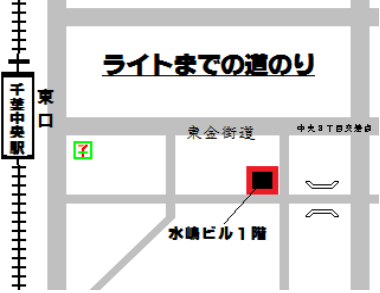 ライトまでの道のり
千葉中央駅
東口
東金街道
中央3丁目交差点
水嶋ビル1階